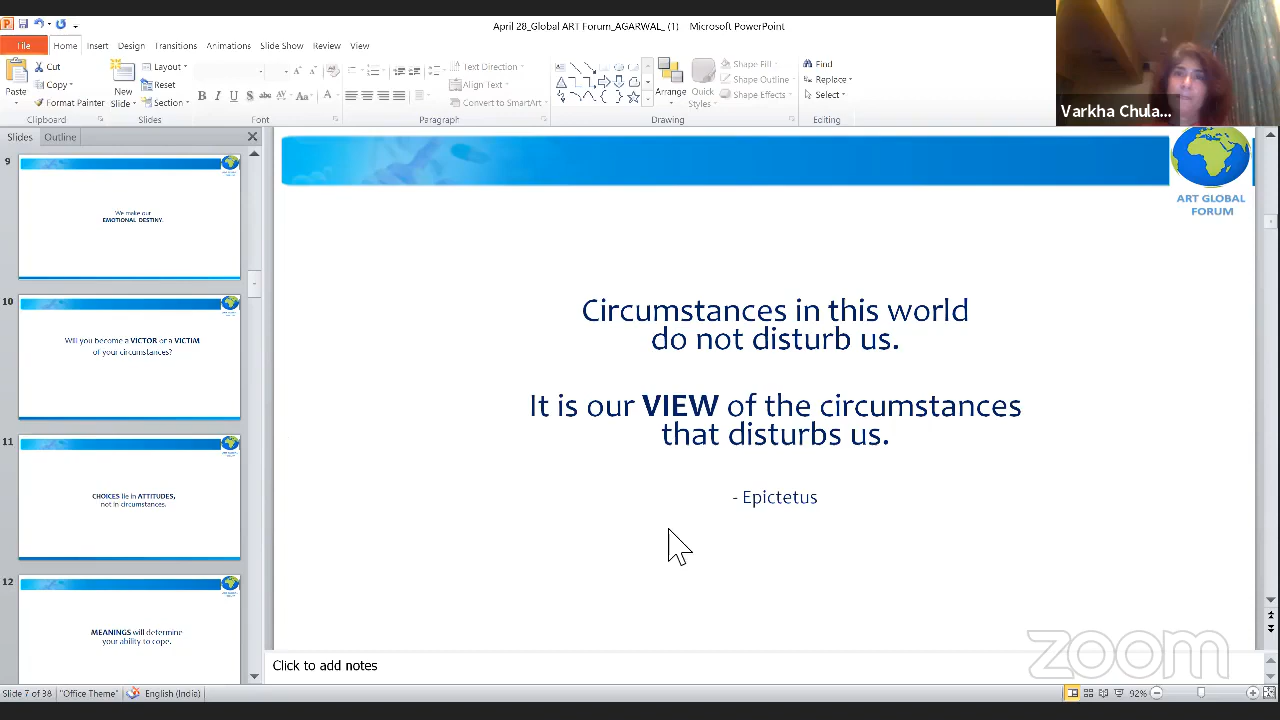 April 28_Global ART Forum_AGARWAL_ (1) - Microsoft PowerPoint
File Home Insert Design Transitions Animations Slide Show Review View
Paste
Cut
Copy
Format Painter
Clipboard
New
Slide
Layout
Reset
Section
Slides
B I U S abc AV Aa A
Font
Text Direction
Align Text
Convert to SmartArt
Paragraph
Arrange
Quick
Styles
Shape Fill
Shape Outline
Shape Effects
Drawing
Find
Replace
Select
Editing
Varkha Chula...
Slides Outline
9
We make our
EMOTIONAL DESTINY.
10
Will you become a VICTOR or a VICTIM
of your circumstances?
11
CHOICES lie in ATTITUDES,
not in circumstances.
12
MEANINGS will determine
your ability to cope.
ART GLOBAL
FORUM
Circumstances in this world
do not disturb us.
It is our VIEW of the circumstances
that disturbs us.
- Epictetus
zoom
Click to add notes
Slide 7 of 38 "Office Theme" English (India) 92%